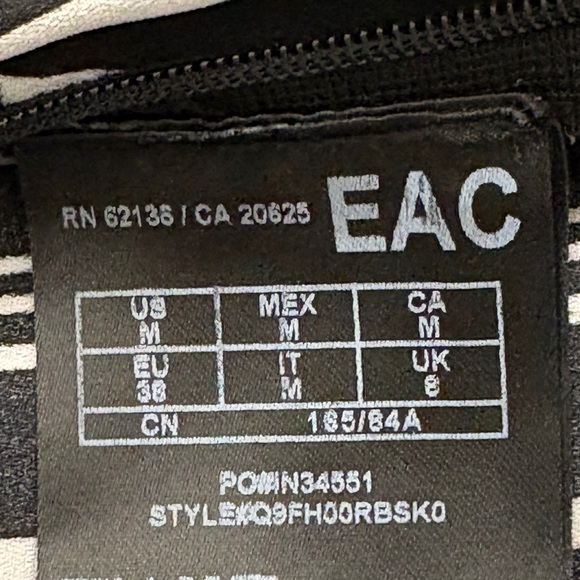 RN 62136 / CA 20625
EAC
US MEX CA
M M M
EU IT UK
38 M 8
CN 165/84A
PO#IN34551
STYLE#Q9FH00RBSK0